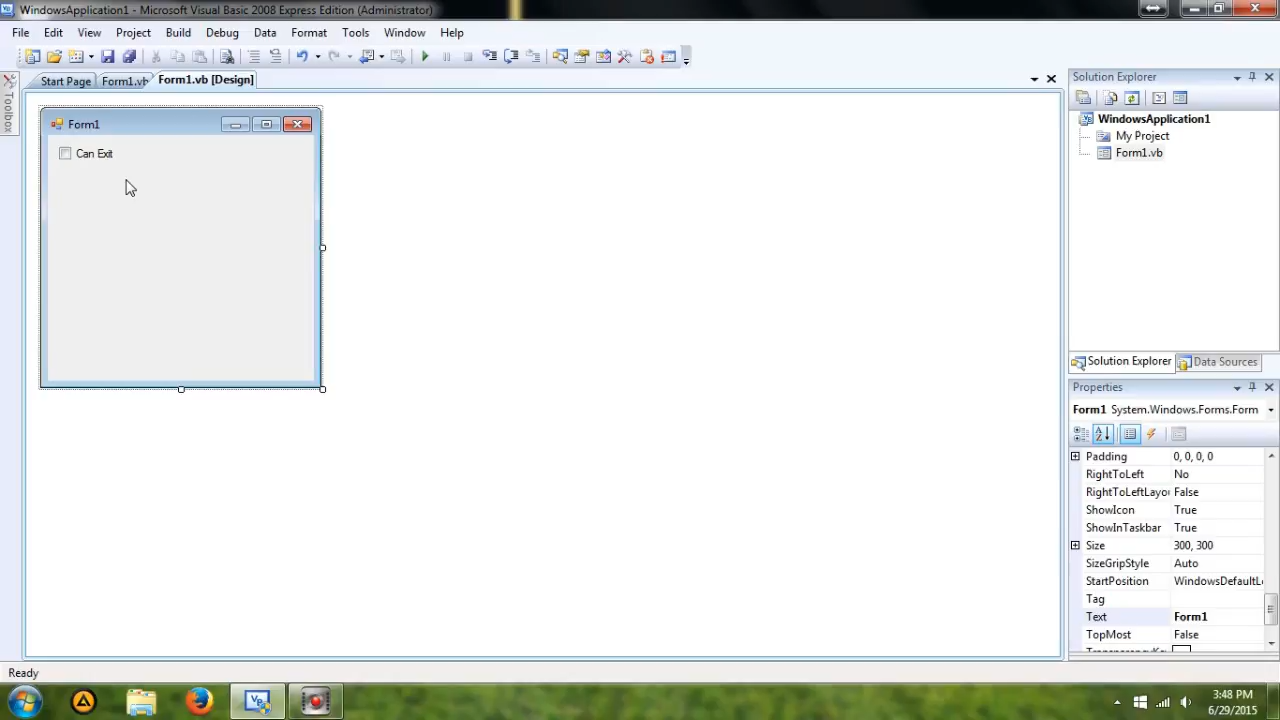 WindowsApplication1 - Microsoft Visual Basic 2008 Express Edition (Administrator)
File Edit View Project Build Debug Data Format Tools Window Help
Toolbox
Start Page Form1.vb Form1.vb [Design]
Form1
Can Exit
Solution Explorer
WindowsApplication1
My Project
Form1.vb
Solution Explorer Data Sources
Properties
Form1 System.Windows.Forms.Form
Padding 0, 0, 0, 0
RightToLeft No
RightToLeftLayou False
ShowIcon True
ShowInTaskbar True
Size 300, 300
SizeGripStyle Auto
StartPosition WindowsDefaultL
Tag
Text Form1
TopMost False
Ready
3:48 PM
6/29/2015